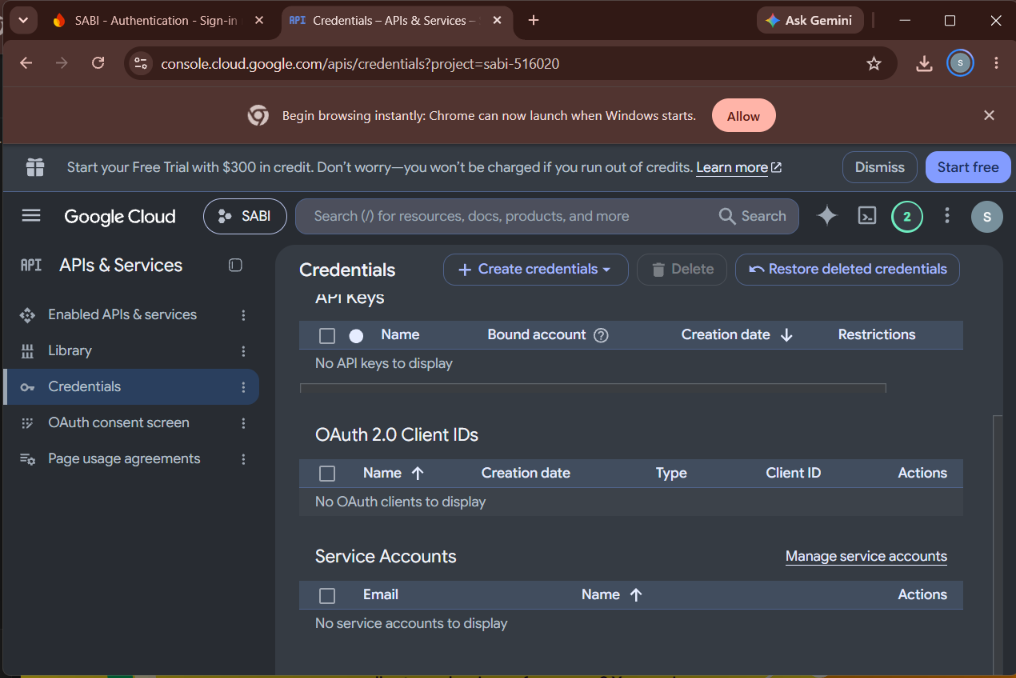 SABI - Authentication - Sign-in
API Credentials – APIs & Services –
Ask Gemini
console.cloud.google.com/apis/credentials?project=sabi-516020
S
Begin browsing instantly: Chrome can now launch when Windows starts.
Allow
Start your Free Trial with $300 in credit. Don't worry—you won't be charged if you run out of credits. Learn more
Dismiss
Start free
Google Cloud
SABI
Search (/) for resources, docs, products, and more
Search
2
S
API APIs & Services
Enabled APIs & services
Library
Credentials
OAuth consent screen
Page usage agreements
Credentials
Create credentials
Delete
Restore deleted credentials
API Keys
Name Bound account Creation date Restrictions
No API keys to display
OAuth 2.0 Client IDs
Name Creation date Type Client ID Actions
No OAuth clients to display
Service Accounts
Manage service accounts
Email Name Actions
No service accounts to display